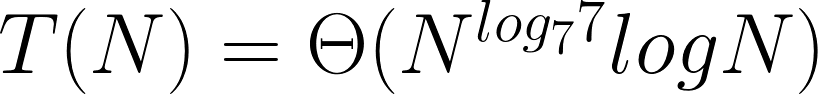 T(N) = Θ(N^{log_7 7} log N)